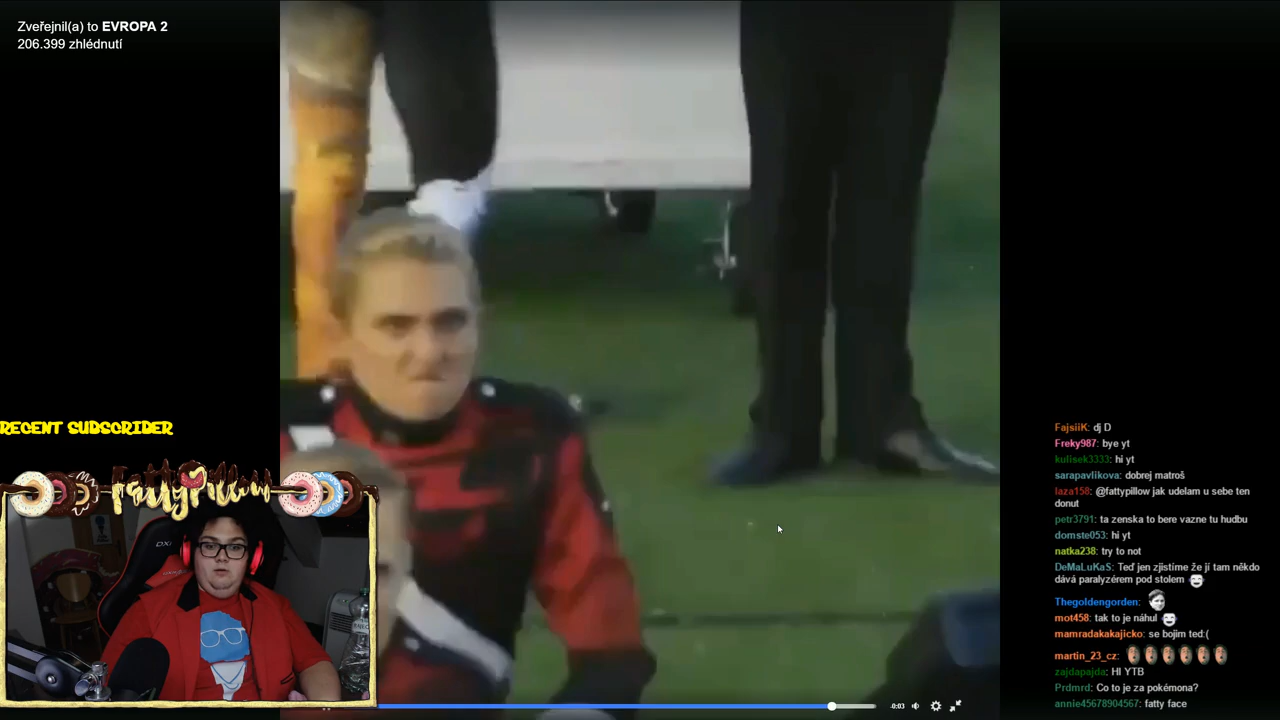 Zveřejnil(a) to EVROPA 2
206.399 zhlédnutí
RECENT SUBSCRIBER
FattyPillow
DX
-0:03
FajsiiK: dj D
Freky987: bye yt
kulisek3333: hi yt
sarapavlikova: dobrej matroš
laza158: @fattypillow jak udelam u sebe ten
donut
petr3791: ta zenska to bere vazne tu hudbu
domste053: hi yt
natka238: try to not
DeMaLuKaS: Teď jen zjistíme že jí tam někdo
dává paralyzérem pod stolem
Thegoldengorden:
mot458: tak to je náhul
mamradakakajicko: se bojim ted:(
martin_23_cz:
zajdapajda: HI YTB
Prdmrd: Co to je za pokémona?
annie45678904567: fatty face